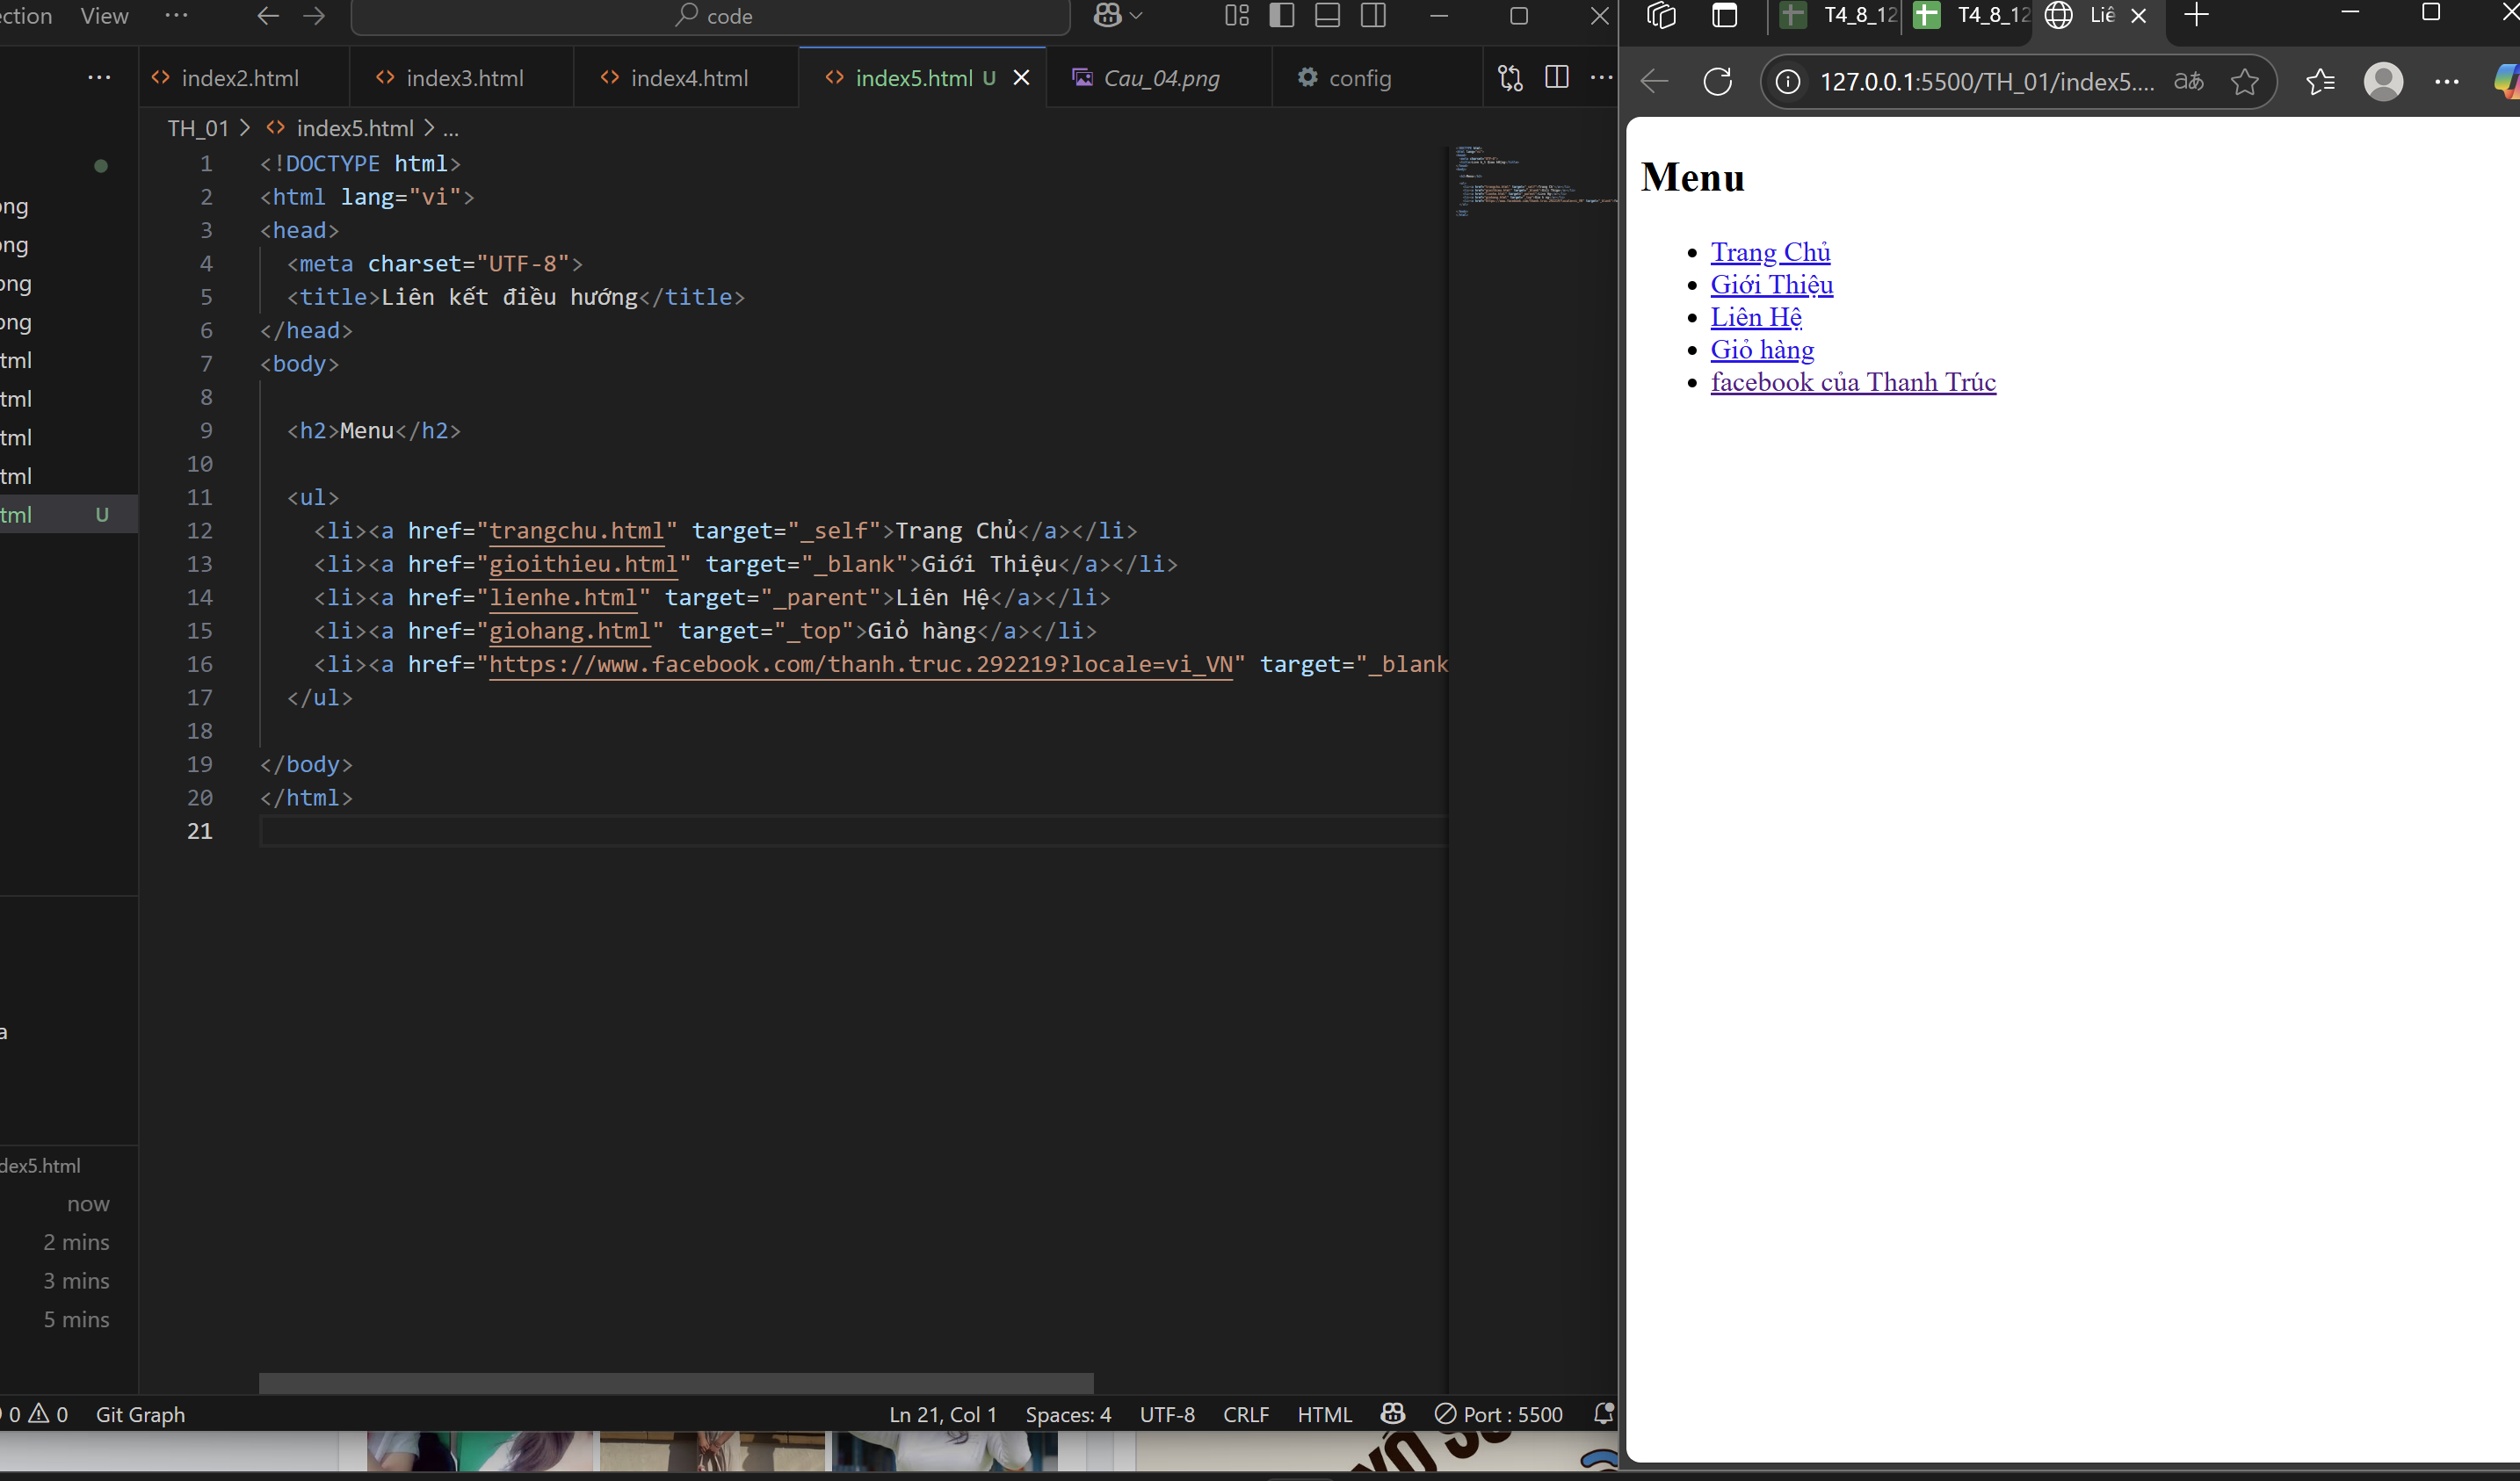 ction View ... code
index2.html index3.html index4.html index5.html U Cau_04.png config
TH_01 > index5.html > ...
1 <!DOCTYPE html>
2 <html lang="vi">
3 <head>
4 <meta charset="UTF-8">
5 <title>Liên kết điều hướng</title>
6 </head>
7 <body>
8
9 <h2>Menu</h2>
10
11 <ul>
12 <li><a href="trangchu.html" target="_self">Trang Chủ</a></li>
13 <li><a href="gioithieu.html" target="_blank">Giới Thiệu</a></li>
14 <li><a href="lienhe.html" target="_parent">Liên Hệ</a></li>
15 <li><a href="giohang.html" target="_top">Giỏ hàng</a></li>
16 <li><a href="https://www.facebook.com/thanh.truc.292219?locale=vi_VN" target="_blank
17 </ul>
18
19 </body>
20 </html>
21
ng
ng
ng
ng
tml
tml
tml
tml
tml U
a
dex5.html
now
2 mins
3 mins
5 mins
0 0 Git Graph Ln 21, Col 1 Spaces: 4 UTF-8 CRLF HTML Port : 5500
T4_8_12 T4_8_12 Liê
127.0.0.1:5500/TH_01/index5....
Menu
Trang Chủ
Giới Thiệu
Liên Hệ
Giỏ hàng
facebook của Thanh Trúc